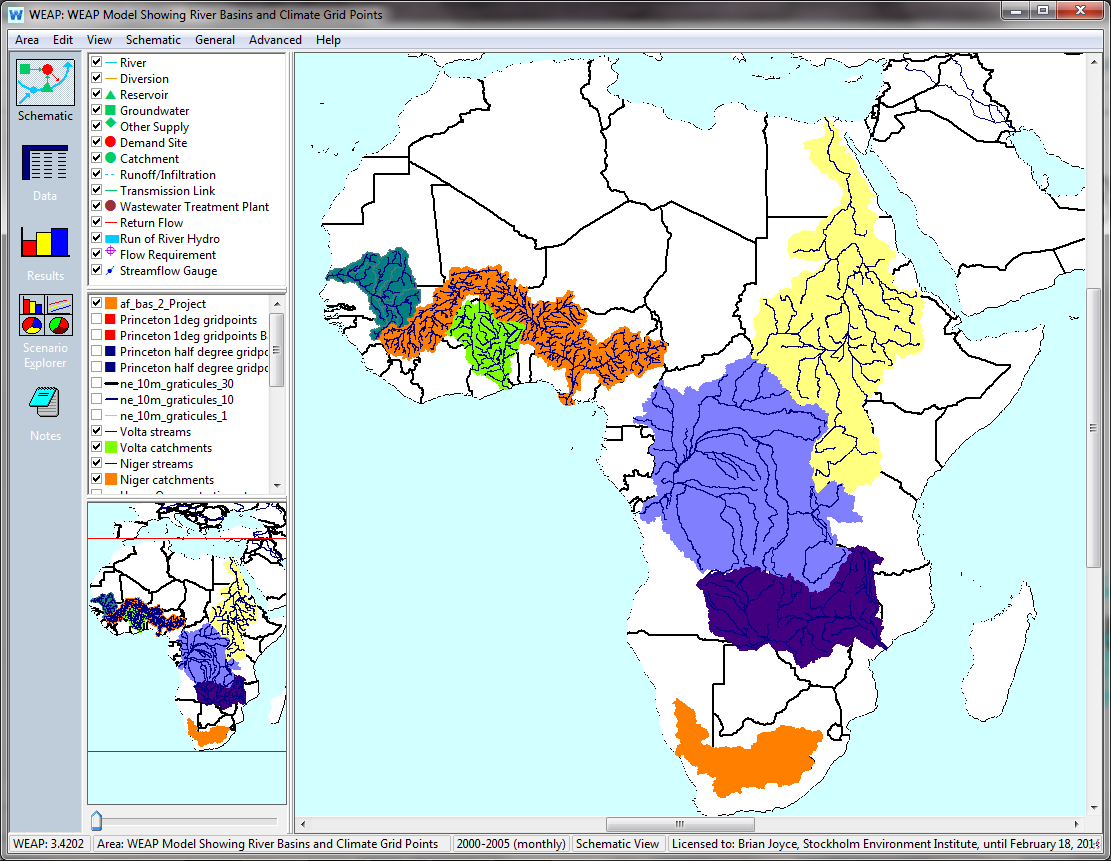 WEAP: WEAP Model Showing River Basins and Climate Grid Points
Area Edit View Schematic General Advanced Help
Schematic
Data
Results
Scenario
Explorer
Notes
River
Diversion
Reservoir
Groundwater
Other Supply
Demand Site
Catchment
Runoff/Infiltration
Transmission Link
Wastewater Treatment Plant
Return Flow
Run of River Hydro
Flow Requirement
Streamflow Gauge
af_bas_2_Project
Princeton 1deg gridpoints
Princeton 1deg gridpoints B
Princeton half degree gridpo
Princeton half degree gridpo
ne_10m_graticules_30
ne_10m_graticules_10
ne_10m_graticules_1
Volta streams
Volta catchments
Niger streams
Niger catchments
WEAP: 3.4202 Area: WEAP Model Showing River Basins and Climate Grid Points 2000-2005 (monthly) Schematic View Licensed to: Brian Joyce, Stockholm Environment Institute, until February 18,